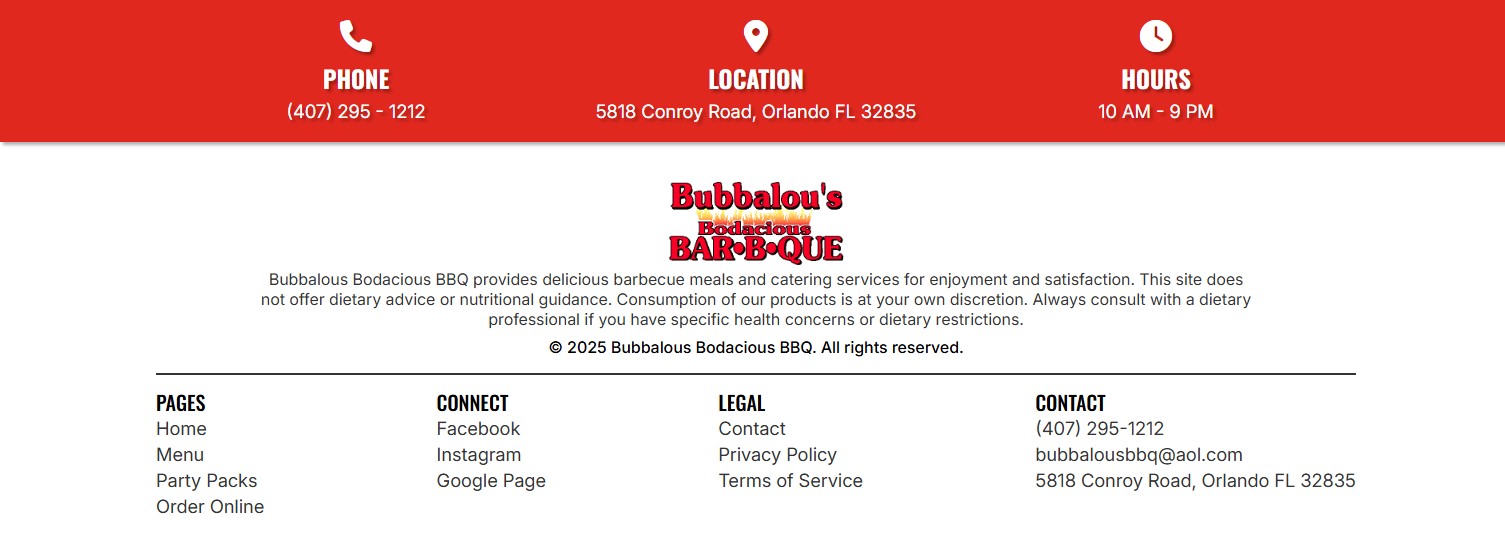 PHONE
(407) 295 - 1212
LOCATION
5818 Conroy Road, Orlando FL 32835
HOURS
10 AM - 9 PM
Bubbalou's
Bodacious
BAR•B•QUE
Bubbalous Bodacious BBQ provides delicious barbecue meals and catering services for enjoyment and satisfaction. This site does
not offer dietary advice or nutritional guidance. Consumption of our products is at your own discretion. Always consult with a dietary
professional if you have specific health concerns or dietary restrictions.
© 2025 Bubbalous Bodacious BBQ. All rights reserved.
PAGES
Home
Menu
Party Packs
Order Online
CONNECT
Facebook
Instagram
Google Page
LEGAL
Contact
Privacy Policy
Terms of Service
CONTACT
(407) 295-1212
bubbalousbbq@aol.com
5818 Conroy Road, Orlando FL 32835